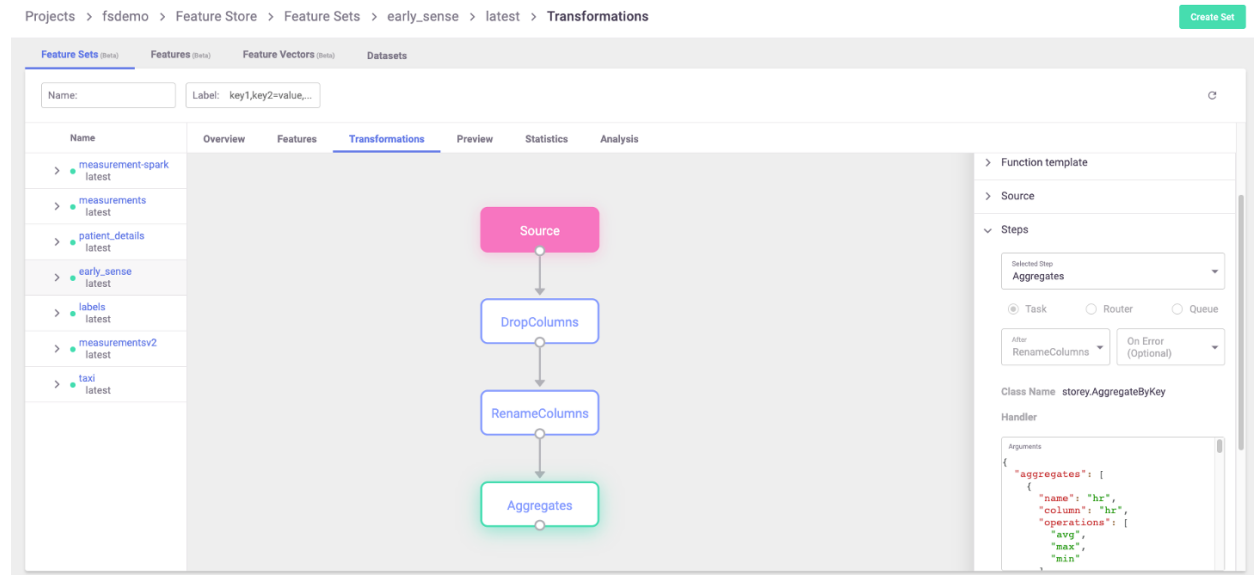 Projects > fsdemo > Feature Store > Feature Sets > early_sense > latest > Transformations
Create Set
Feature Sets (Beta) Features (Beta) Feature Vectors (Beta) Datasets
Name:
Label: key1,key2=value,...
Name
Overview Features Transformations Preview Statistics Analysis
measurement-spark
latest
measurements
latest
patient_details
latest
early_sense
latest
labels
latest
measurementsv2
latest
taxi
latest
Source
DropColumns
RenameColumns
Aggregates
Function template
Source
Steps
Selected Step
Aggregates
Task Router Queue
After
RenameColumns
On Error
(Optional)
Class Name storey.AggregateByKey
Handler
Arguments
{
"aggregates": [
{
"name": "hr",
"column": "hr",
"operations": [
"avg",
"max",
"min"